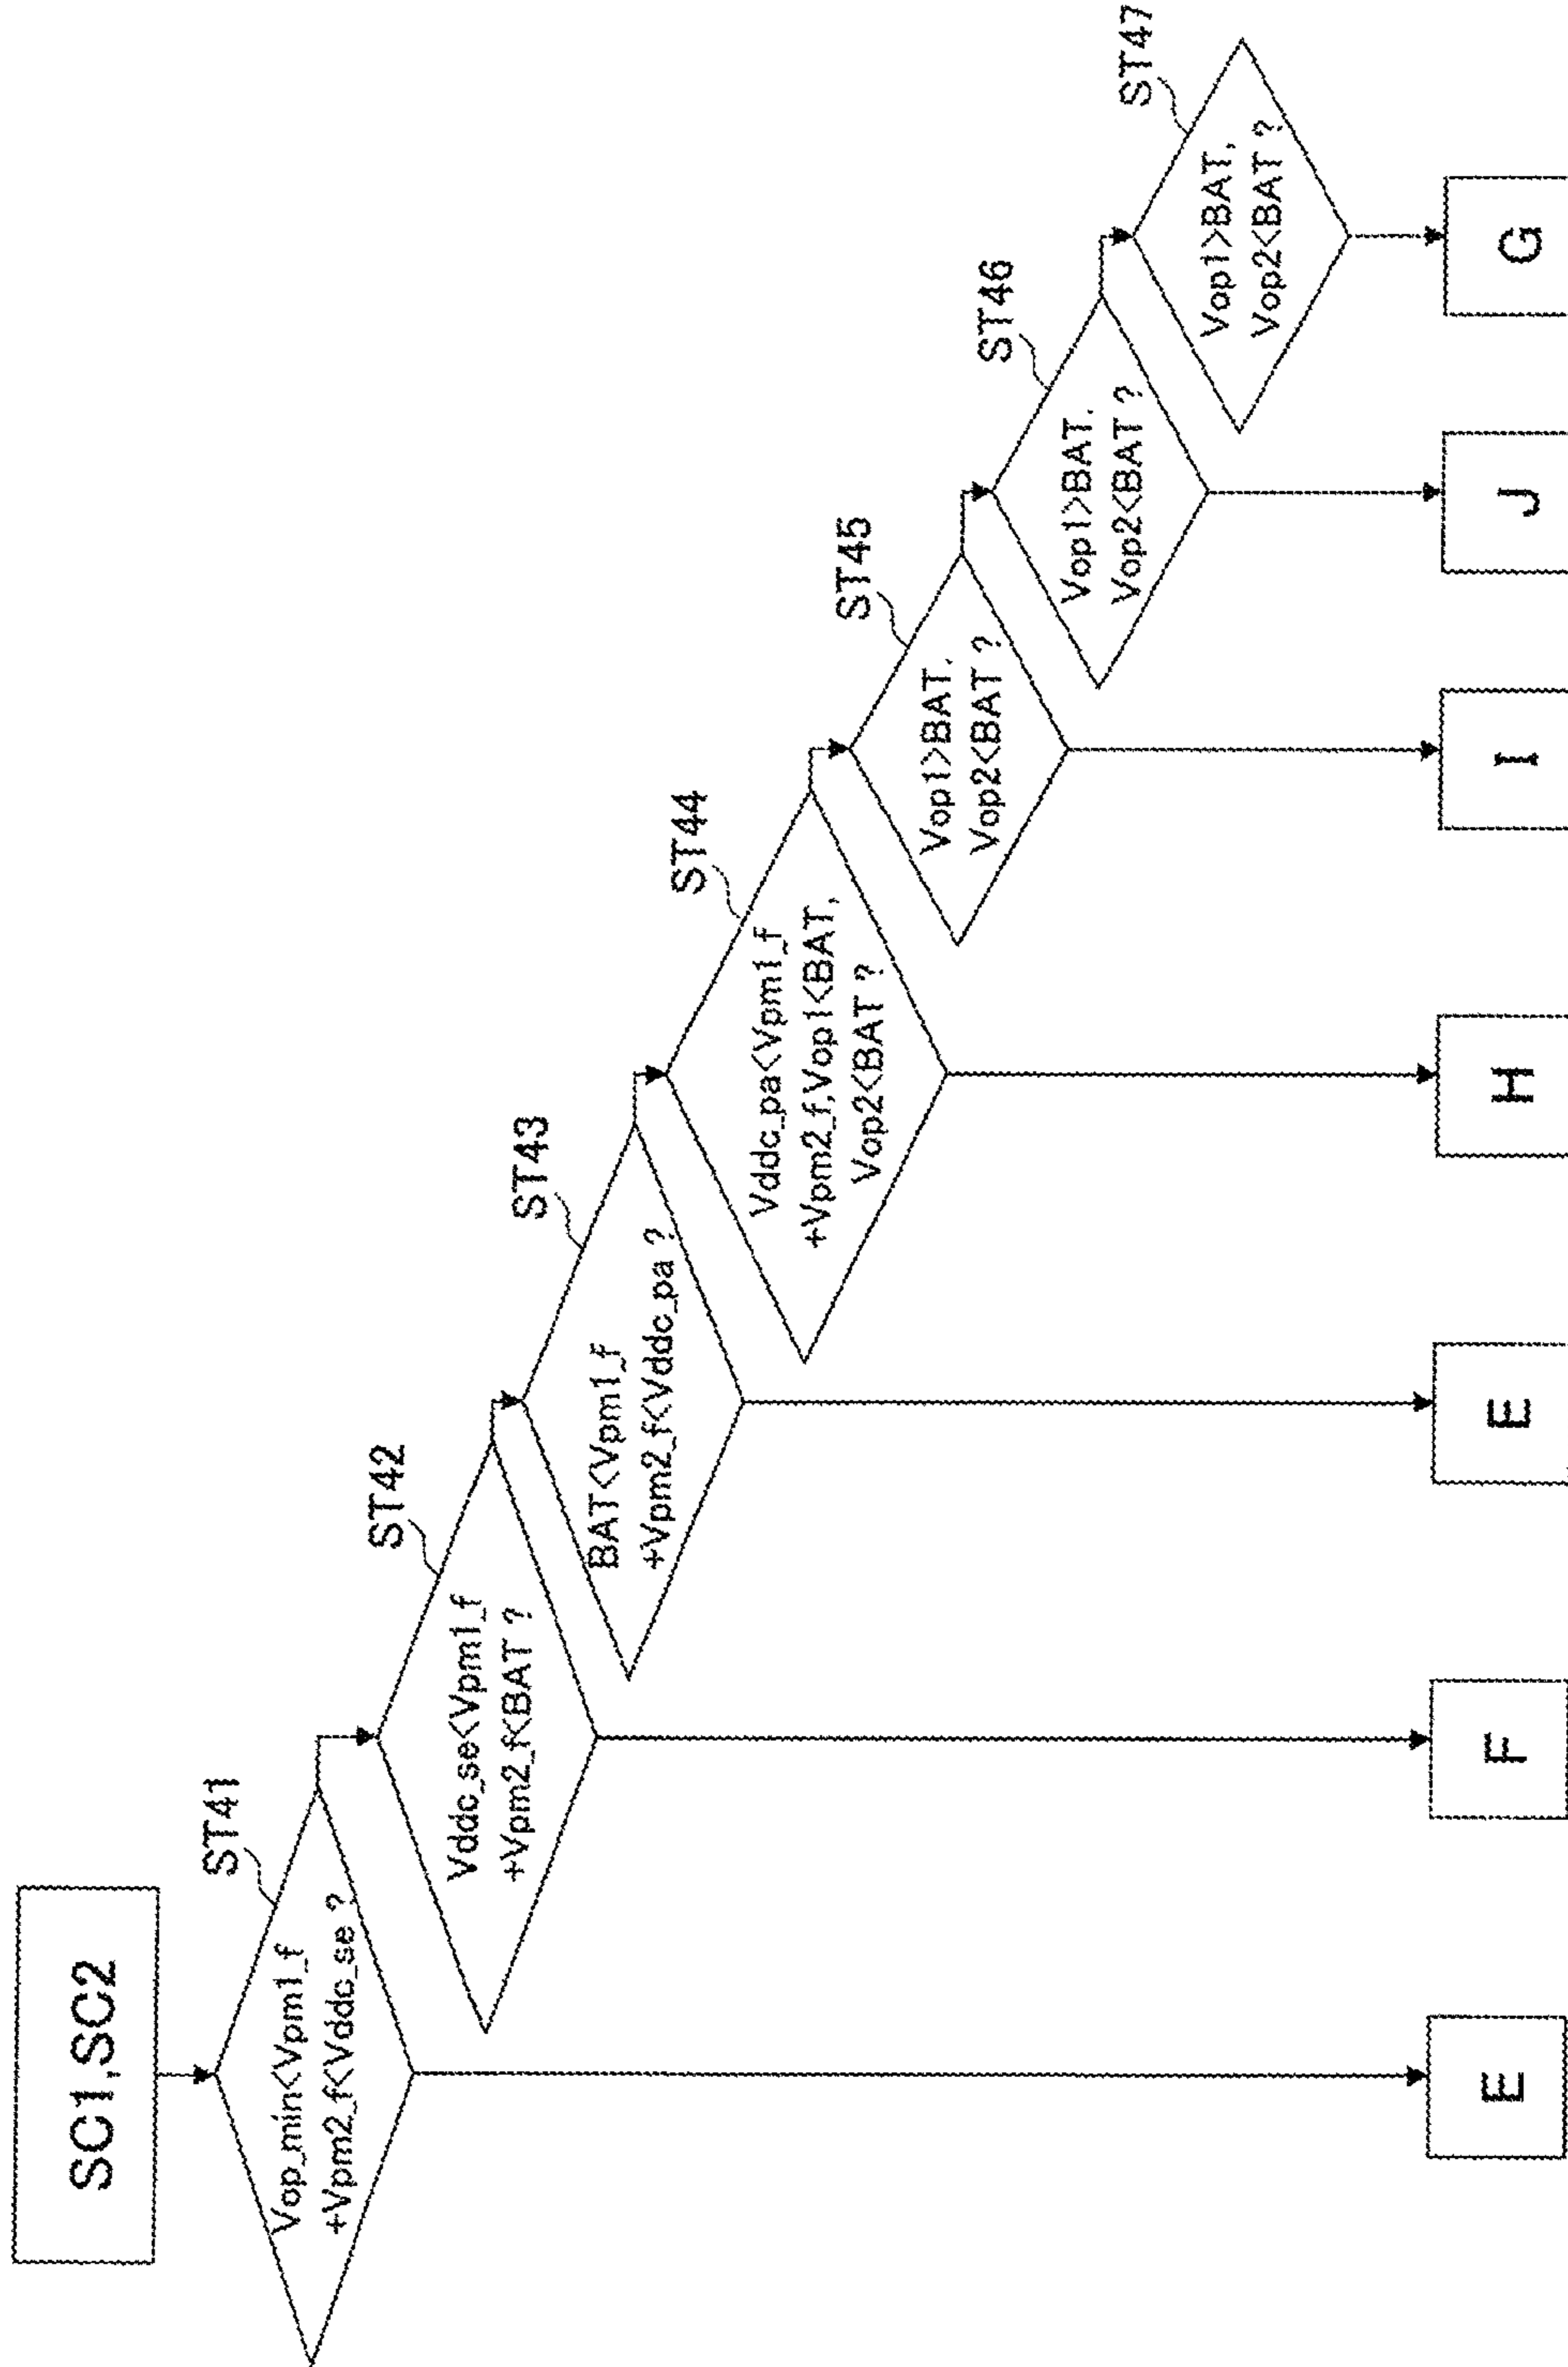 SC1,SC2
ST41
Vop_min<Vpm1_f
+Vpm2_f<Vddc_se ?
ST42
Vddc_se<Vpm1_f
+Vpm2_f<BAT ?
ST43
BAT<Vpm1_f
+Vpm2_f<Vddc_pa ?
ST44
Vddc_pa<Vpm1_f
+Vpm2_f,Vop1<BAT,
Vop2<BAT ?
ST45
Vop1>BAT.
Vop2<BAT ?
ST46
Vop1>BAT.
Vop2<BAT ?
ST47
Vop1>BAT,
Vop2<BAT ?
E
F
E
H
I
J
G